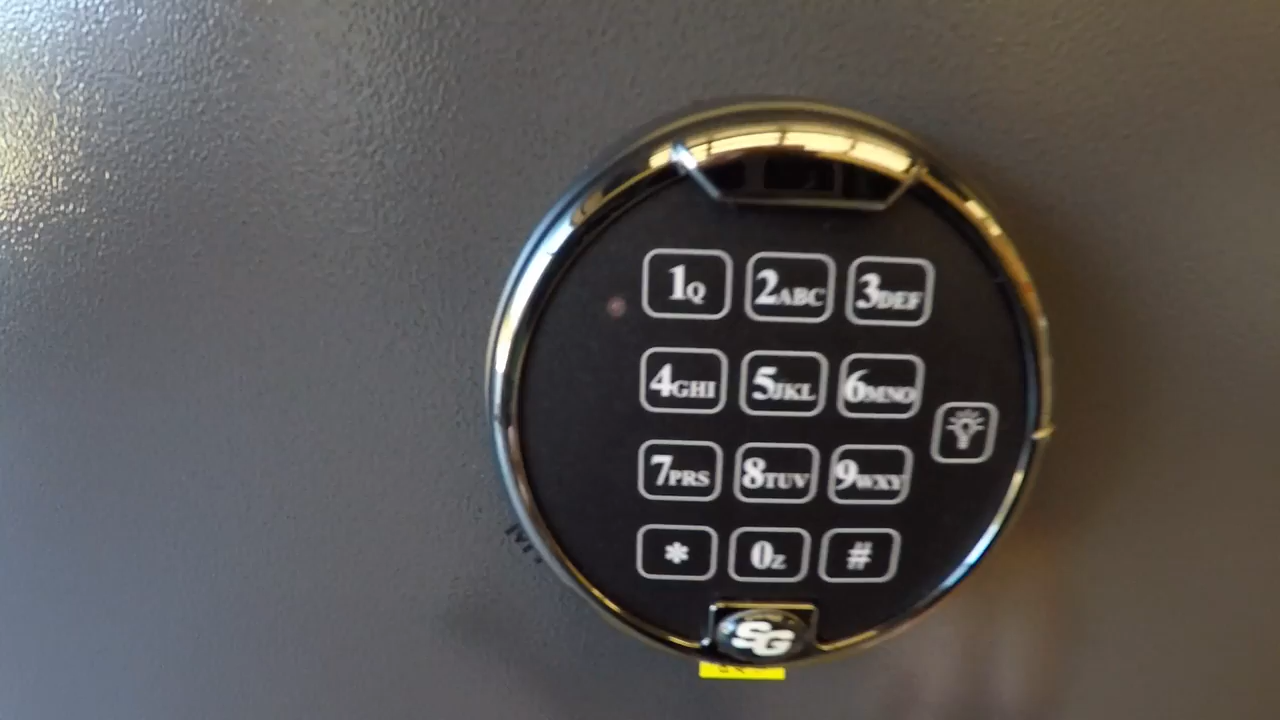 1Q 2ABC 3DEF
4GHI 5JKL 6MNO
7PRS 8TUV 9WXY
* 0Z #
SG